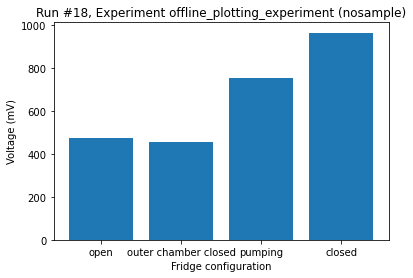 Run #18, Experiment offline_plotting_experiment (nosample)
1000
800
600
400
200
0
Voltage (mV)
open outer chamber closed pumping closed
Fridge configuration